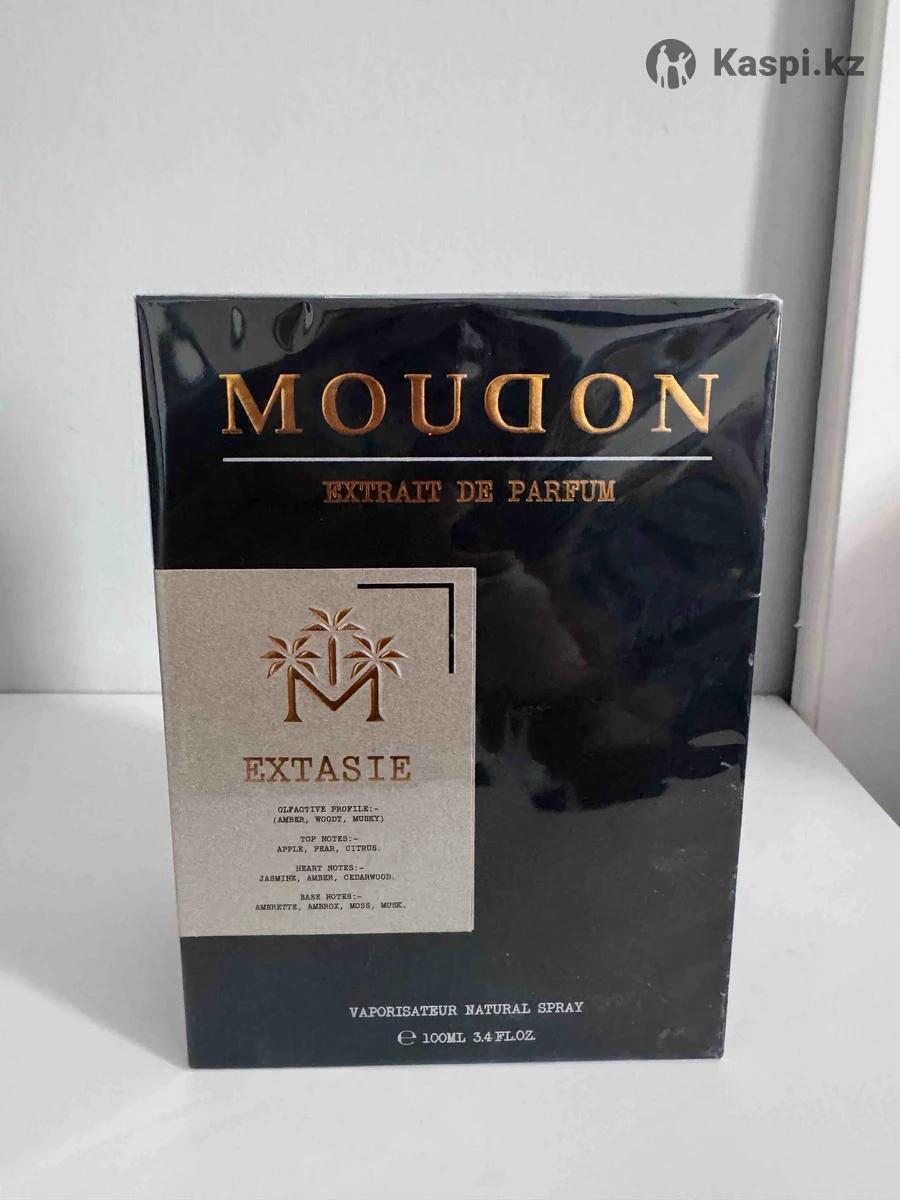 Kaspi.kz
MOUDON
EXTRAIT DE PARFUM
M
EXTASIE
OLFACTIVE PROFILE:-
(AMBER, WOODY, MUSKY)
TOP NOTES:-
APPLE, PEAR, CITRUS.
HEART NOTES:-
JASMINE, AMBER, CEDARWOOD.
BASE NOTES:-
AMBRETTE, AMBROX, MOSS, MUSK.
VAPORISATEUR NATURAL SPRAY
℮ 100ML 3.4 FL.OZ.